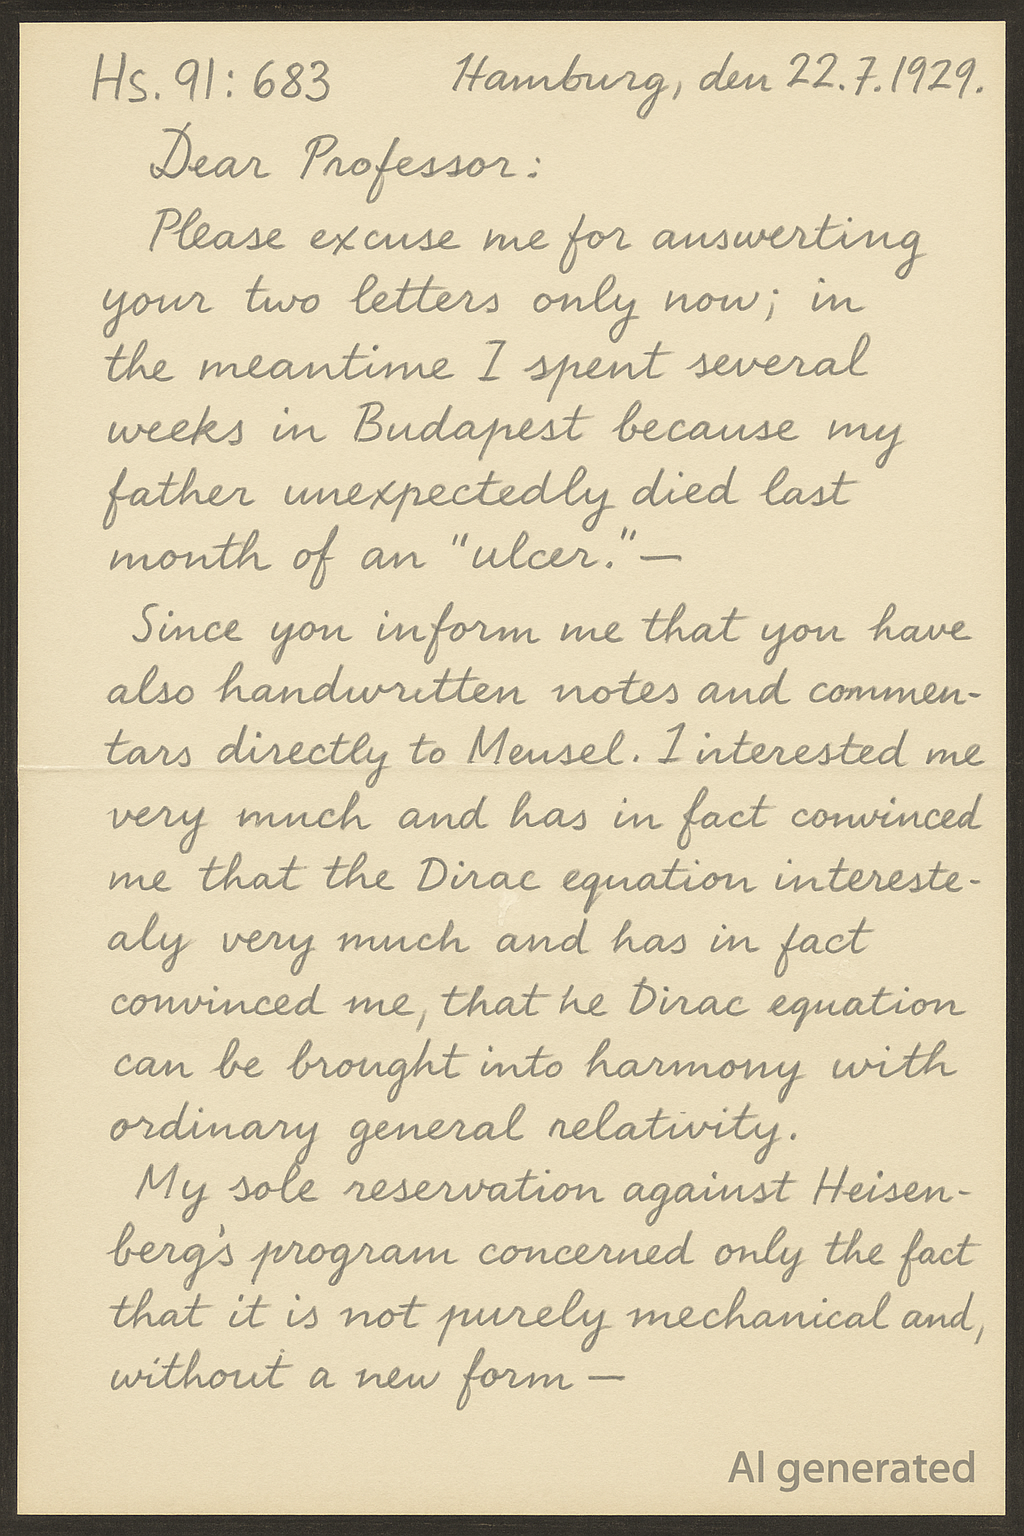 Hs. 91: 683 Hamburg, den 22.7.1929.
Dear Professor:
Please excuse me for auswerting
your two letters only now; in
the meantime I spent several
weeks in Budapest because my
father unexpectedly died last
month of an "ulcer."—
Since you inform me that you have
also handwritten notes and commen-
tars directly to Meusel. I interested me
very much and has in fact convinced
me that the Dirac equation intereste-
aly very much and has in fact
convinced me, that he Dirac equation
can be brought into harmony with
ordinary general relativity.
My sole reservation against Heisen-
berg's program concerned only the fact
that it is not purely mechanical and,
without a new form —
AI generated